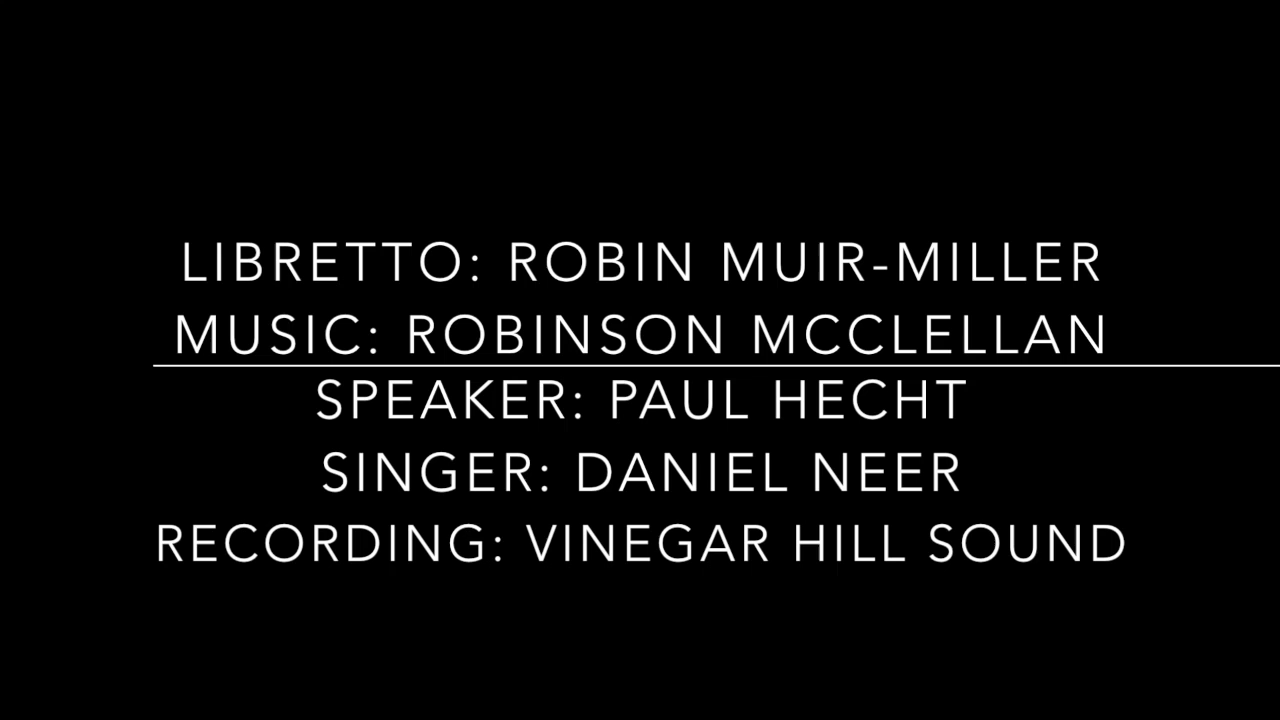 LIBRETTO: ROBIN MUIR-MILLER
MUSIC: ROBINSON MCCLELLAN
SPEAKER: PAUL HECHT
SINGER: DANIEL NEER
RECORDING: VINEGAR HILL SOUND